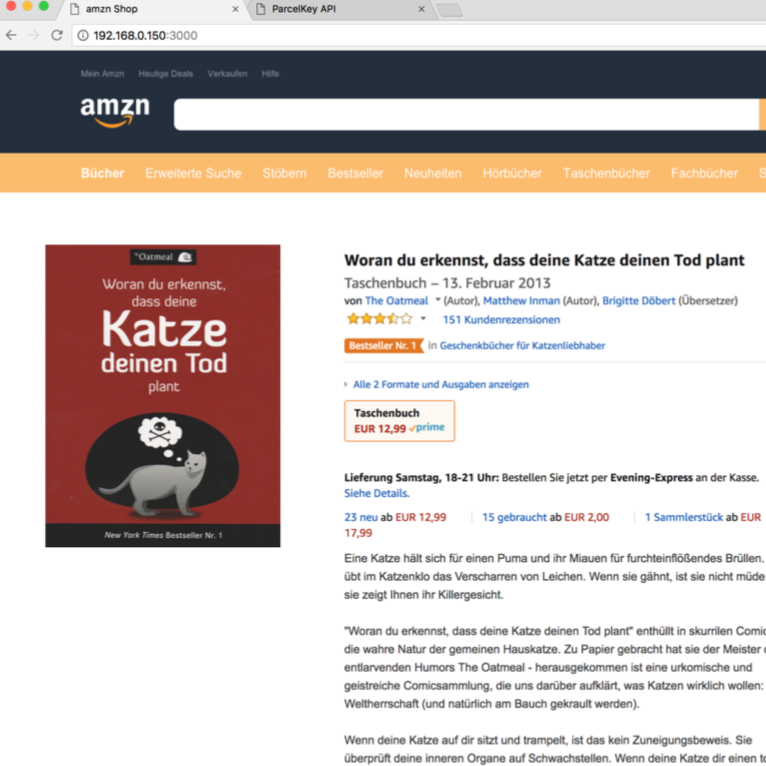 amzn Shop
ParcelKey API
192.168.0.150:3000
Mein Amzn Heutige Deals Verkaufen Hilfe
amzn
Bücher Erweiterte Suche Stöbern Bestseller Neuheiten Hörbücher Taschenbücher Fachbücher S
The Oatmeal
Woran du erkennst,
dass deine
Katze
deinen Tod
plant
New York Times Bestseller Nr. 1
Woran du erkennst, dass deine Katze deinen Tod plant
Taschenbuch – 13. Februar 2013
von The Oatmeal (Autor), Matthew Inman (Autor), Brigitte Döbert (Übersetzer)
151 Kundenrezensionen
Bestseller Nr. 1 in Geschenkbücher für Katzenliebhaber
Alle 2 Formate und Ausgaben anzeigen
Taschenbuch
EUR 12,99 prime
Lieferung Samstag, 18-21 Uhr: Bestellen Sie jetzt per Evening-Express an der Kasse.
Siehe Details.
23 neu ab EUR 12,99 15 gebraucht ab EUR 2,00 1 Sammlerstück ab EUR
17,99
Eine Katze hält sich für einen Puma und ihr Miauen für furchteinflößendes Brüllen.
übt im Katzenklo das Verscharren von Leichen. Wenn sie gähnt, ist sie nicht müde
sie zeigt Ihnen ihr Killergesicht.
"Woran du erkennst, dass deine Katze deinen Tod plant" enthüllt in skurrilen Comic
die wahre Natur der gemeinen Hauskatze. Zu Papier gebracht hat sie der Meister
entlarvenden Humors The Oatmeal - herausgekommen ist eine urkomische und
geistreiche Comicsammlung, die uns darüber aufklärt, was Katzen wirklich wollen:
Weltherrschaft (und natürlich am Bauch gekrault werden).
Wenn deine Katze auf dir sitzt und trampelt, ist das kein Zuneigungsbeweis. Sie
überprüft deine inneren Organe auf Schwachstellen. Wenn deine Katze dir einen